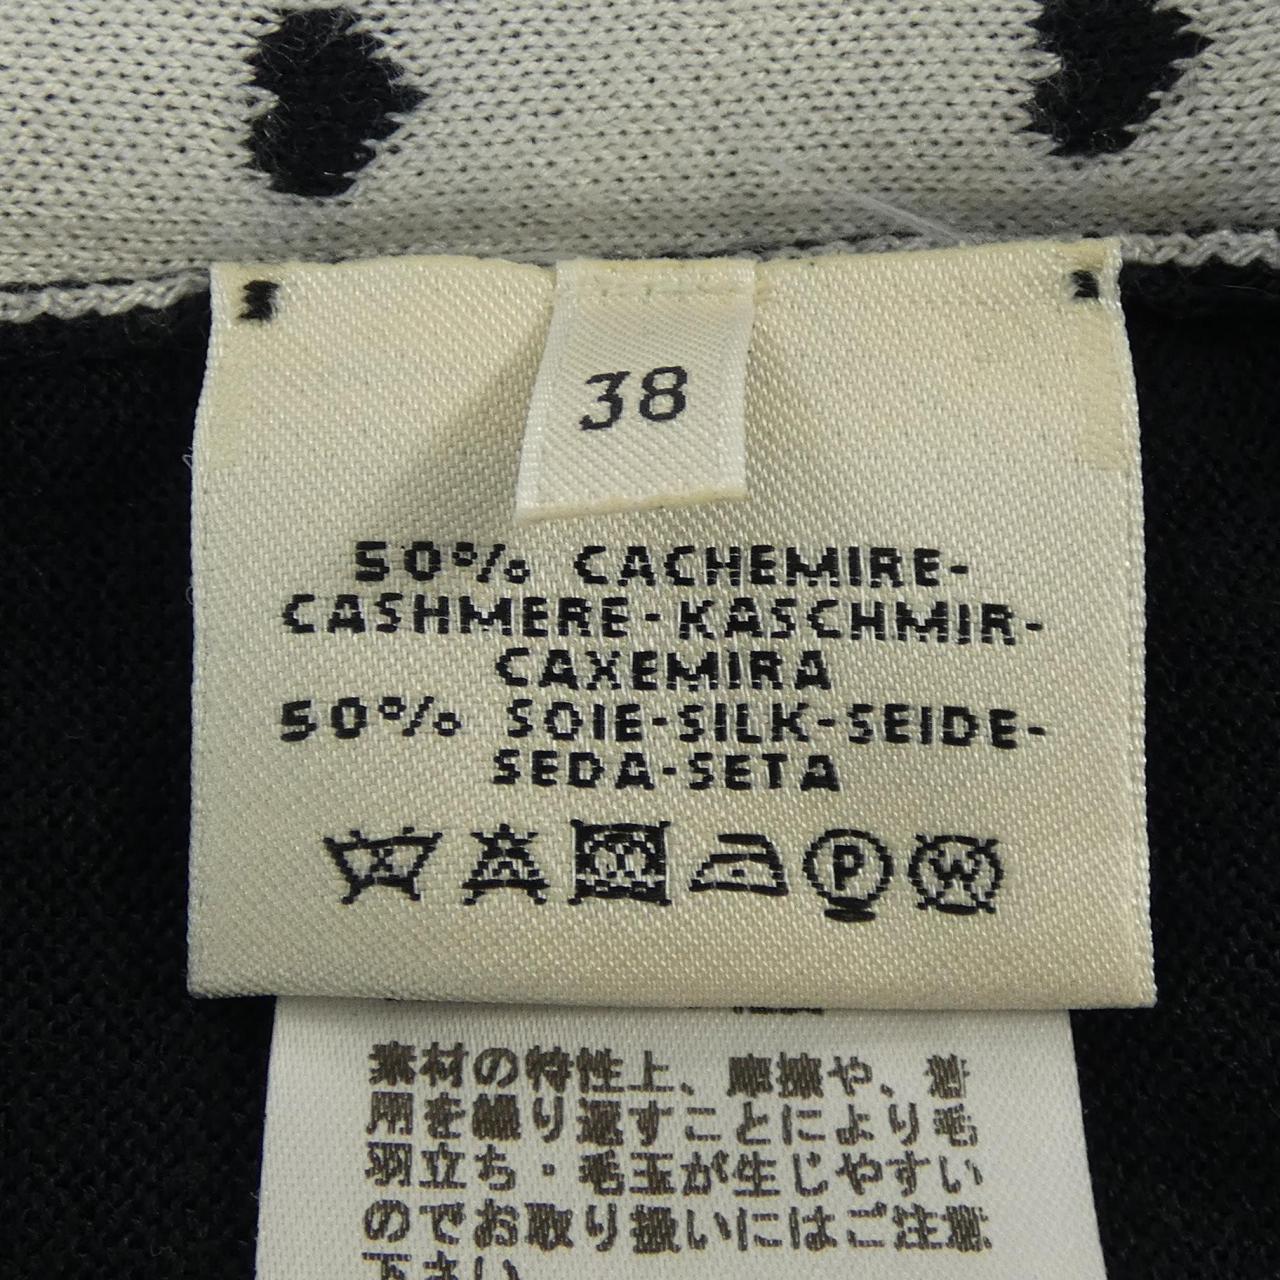 38
50% CACHEMIRE-
CASHMERE-KASCHMIR-
CAXEMIRA
50% SOIE-SILK-SEIDE-
SEDA-SETA
P W
素材の特性上、摩擦や、着
用を繰り返すことにより毛
羽立ち・毛玉が生じやすい
のでお取り扱いにはご注意
下さい